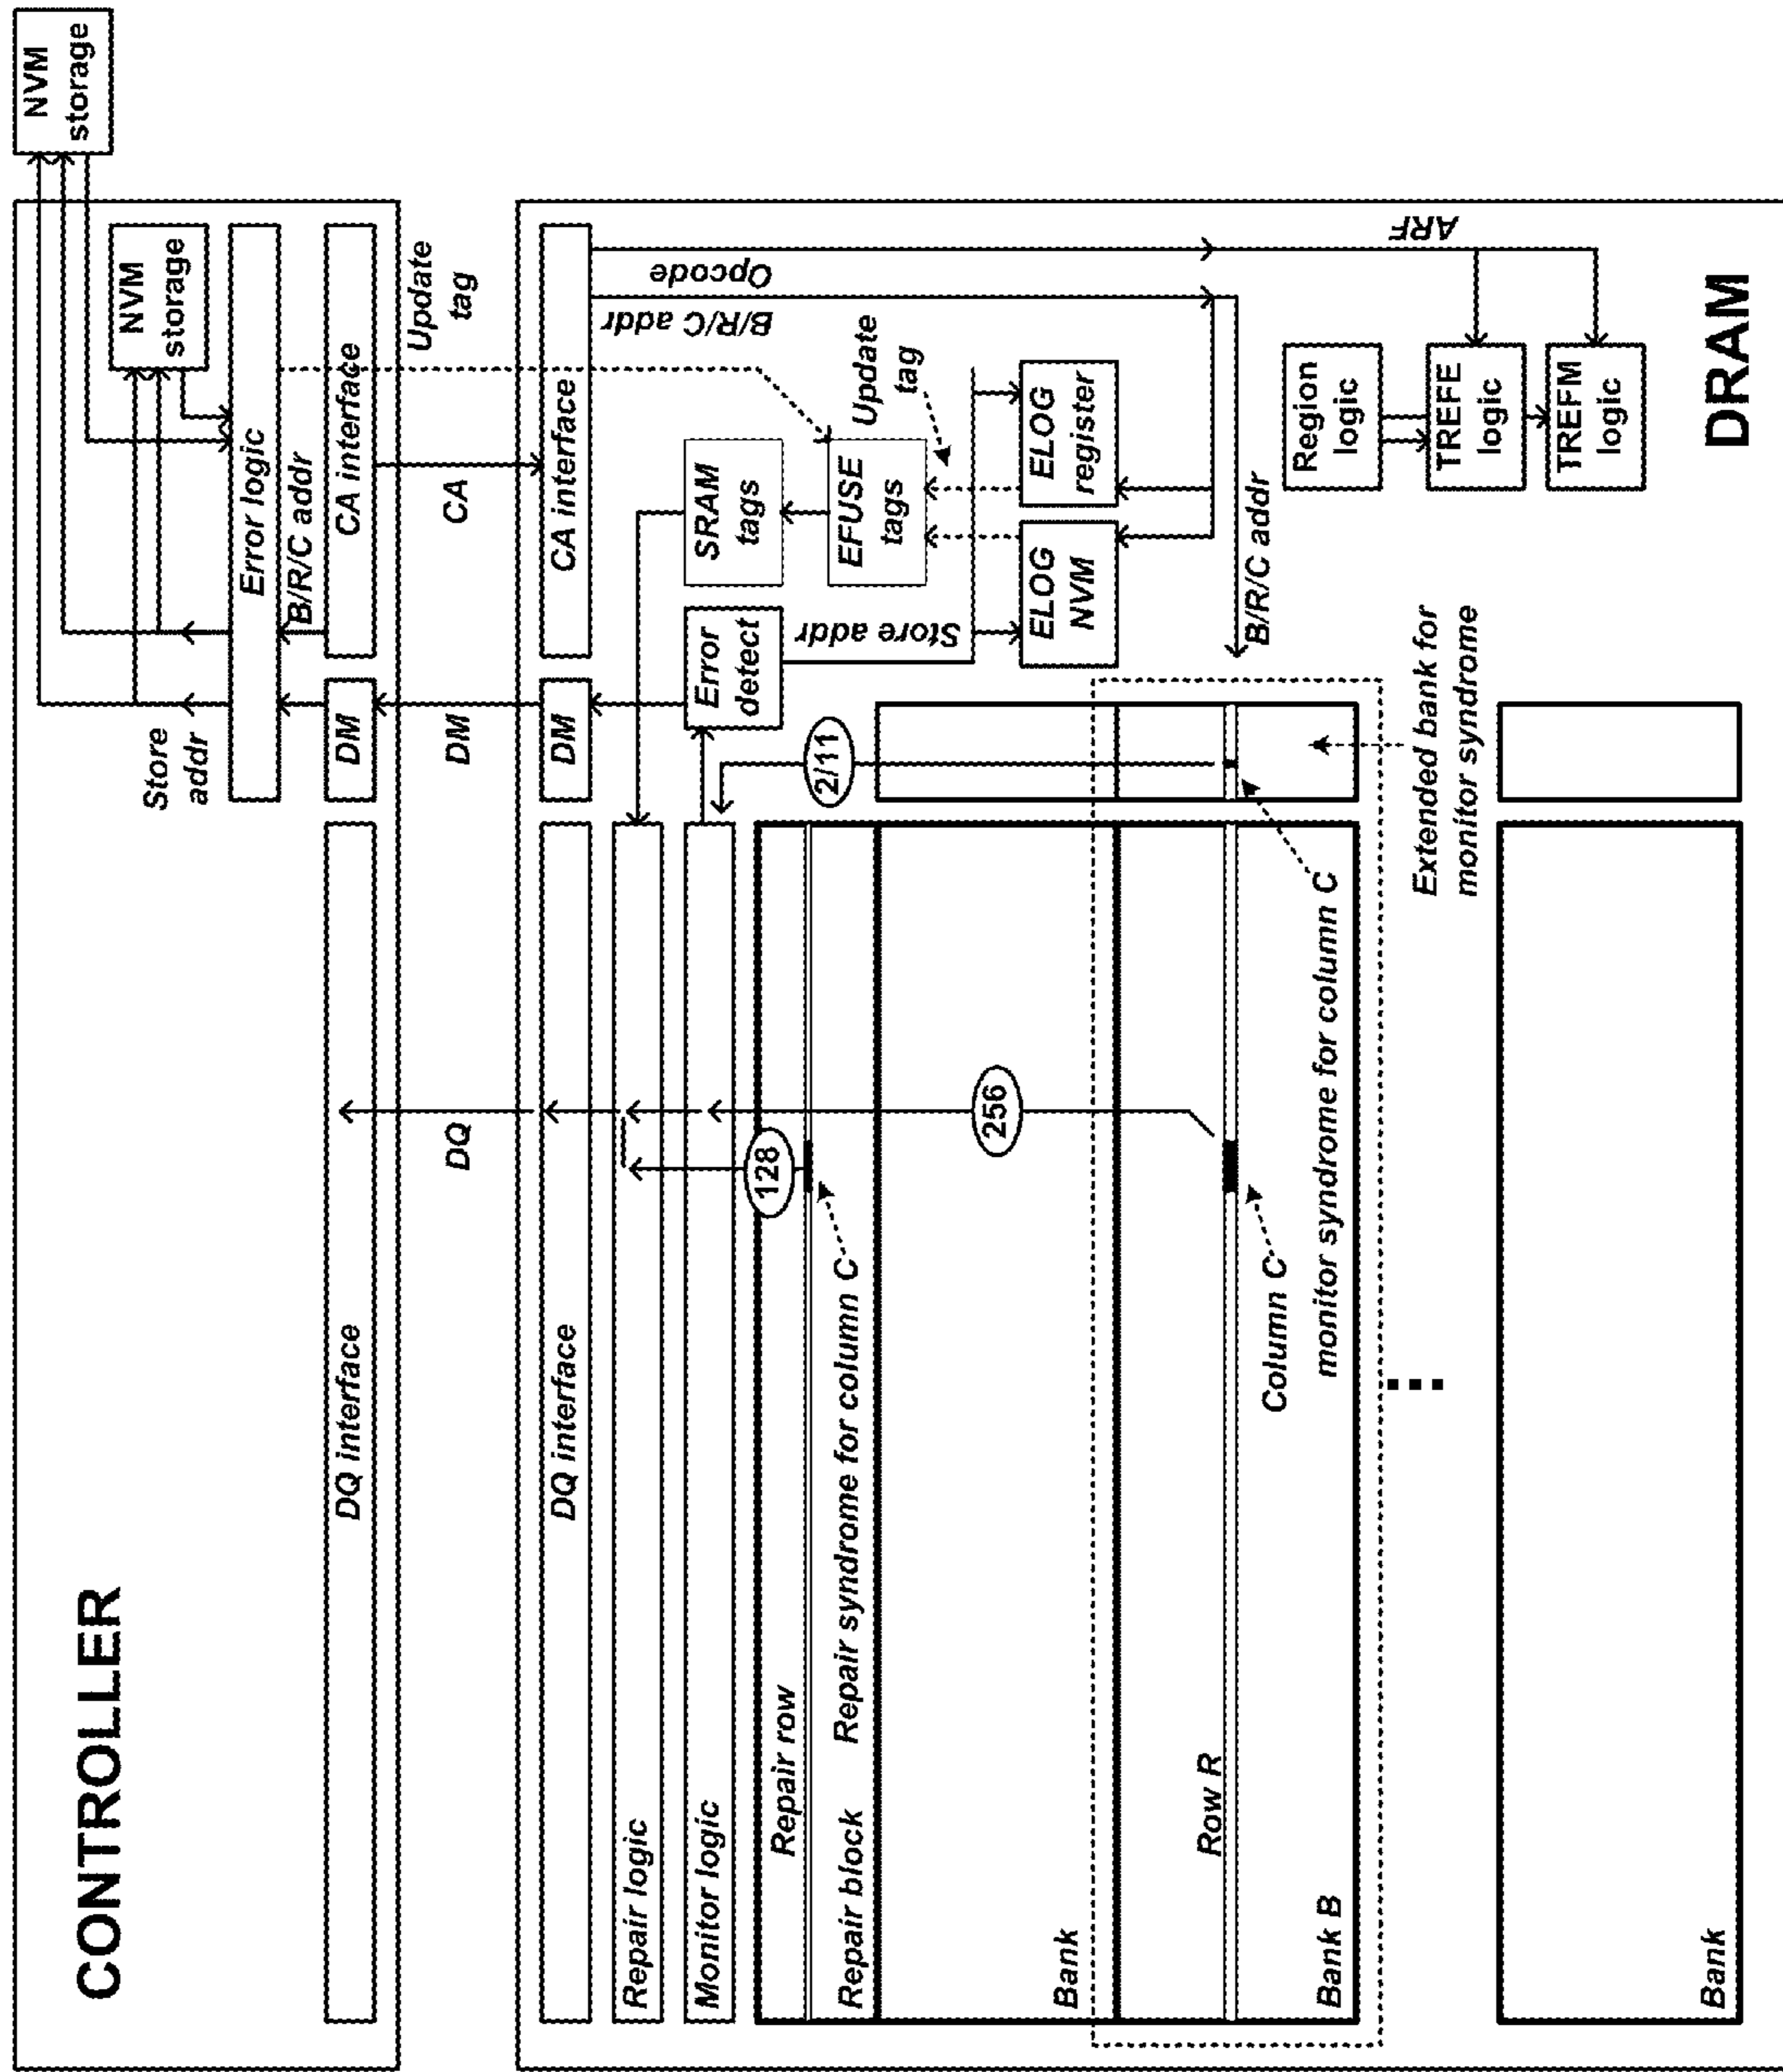 CONTROLLER
NVM
storage
NVM
storage
Store
addr
Error logic
B/R/C addr
DQ interface
DM
CA interface
Update
tag
DQ
DM
CA
DQ interface
DM
CA interface
Repair logic
Monitor logic
Error
detect
SRAM
tags
B/R/C addr
Opcode
Repair row
128
2/11
Store addr
EFUSE
tags
Update
tag
Repair block
Repair syndrome for column C
256
ELOG
NVM
ELOG
register
Bank
Row R
B/R/C addr
Column C
monitor syndrome for column C
Bank B
Region
logic
TREFE
logic
TREFM
logic
ARF
Extended bank for
monitor syndrome
...
Bank
DRAM